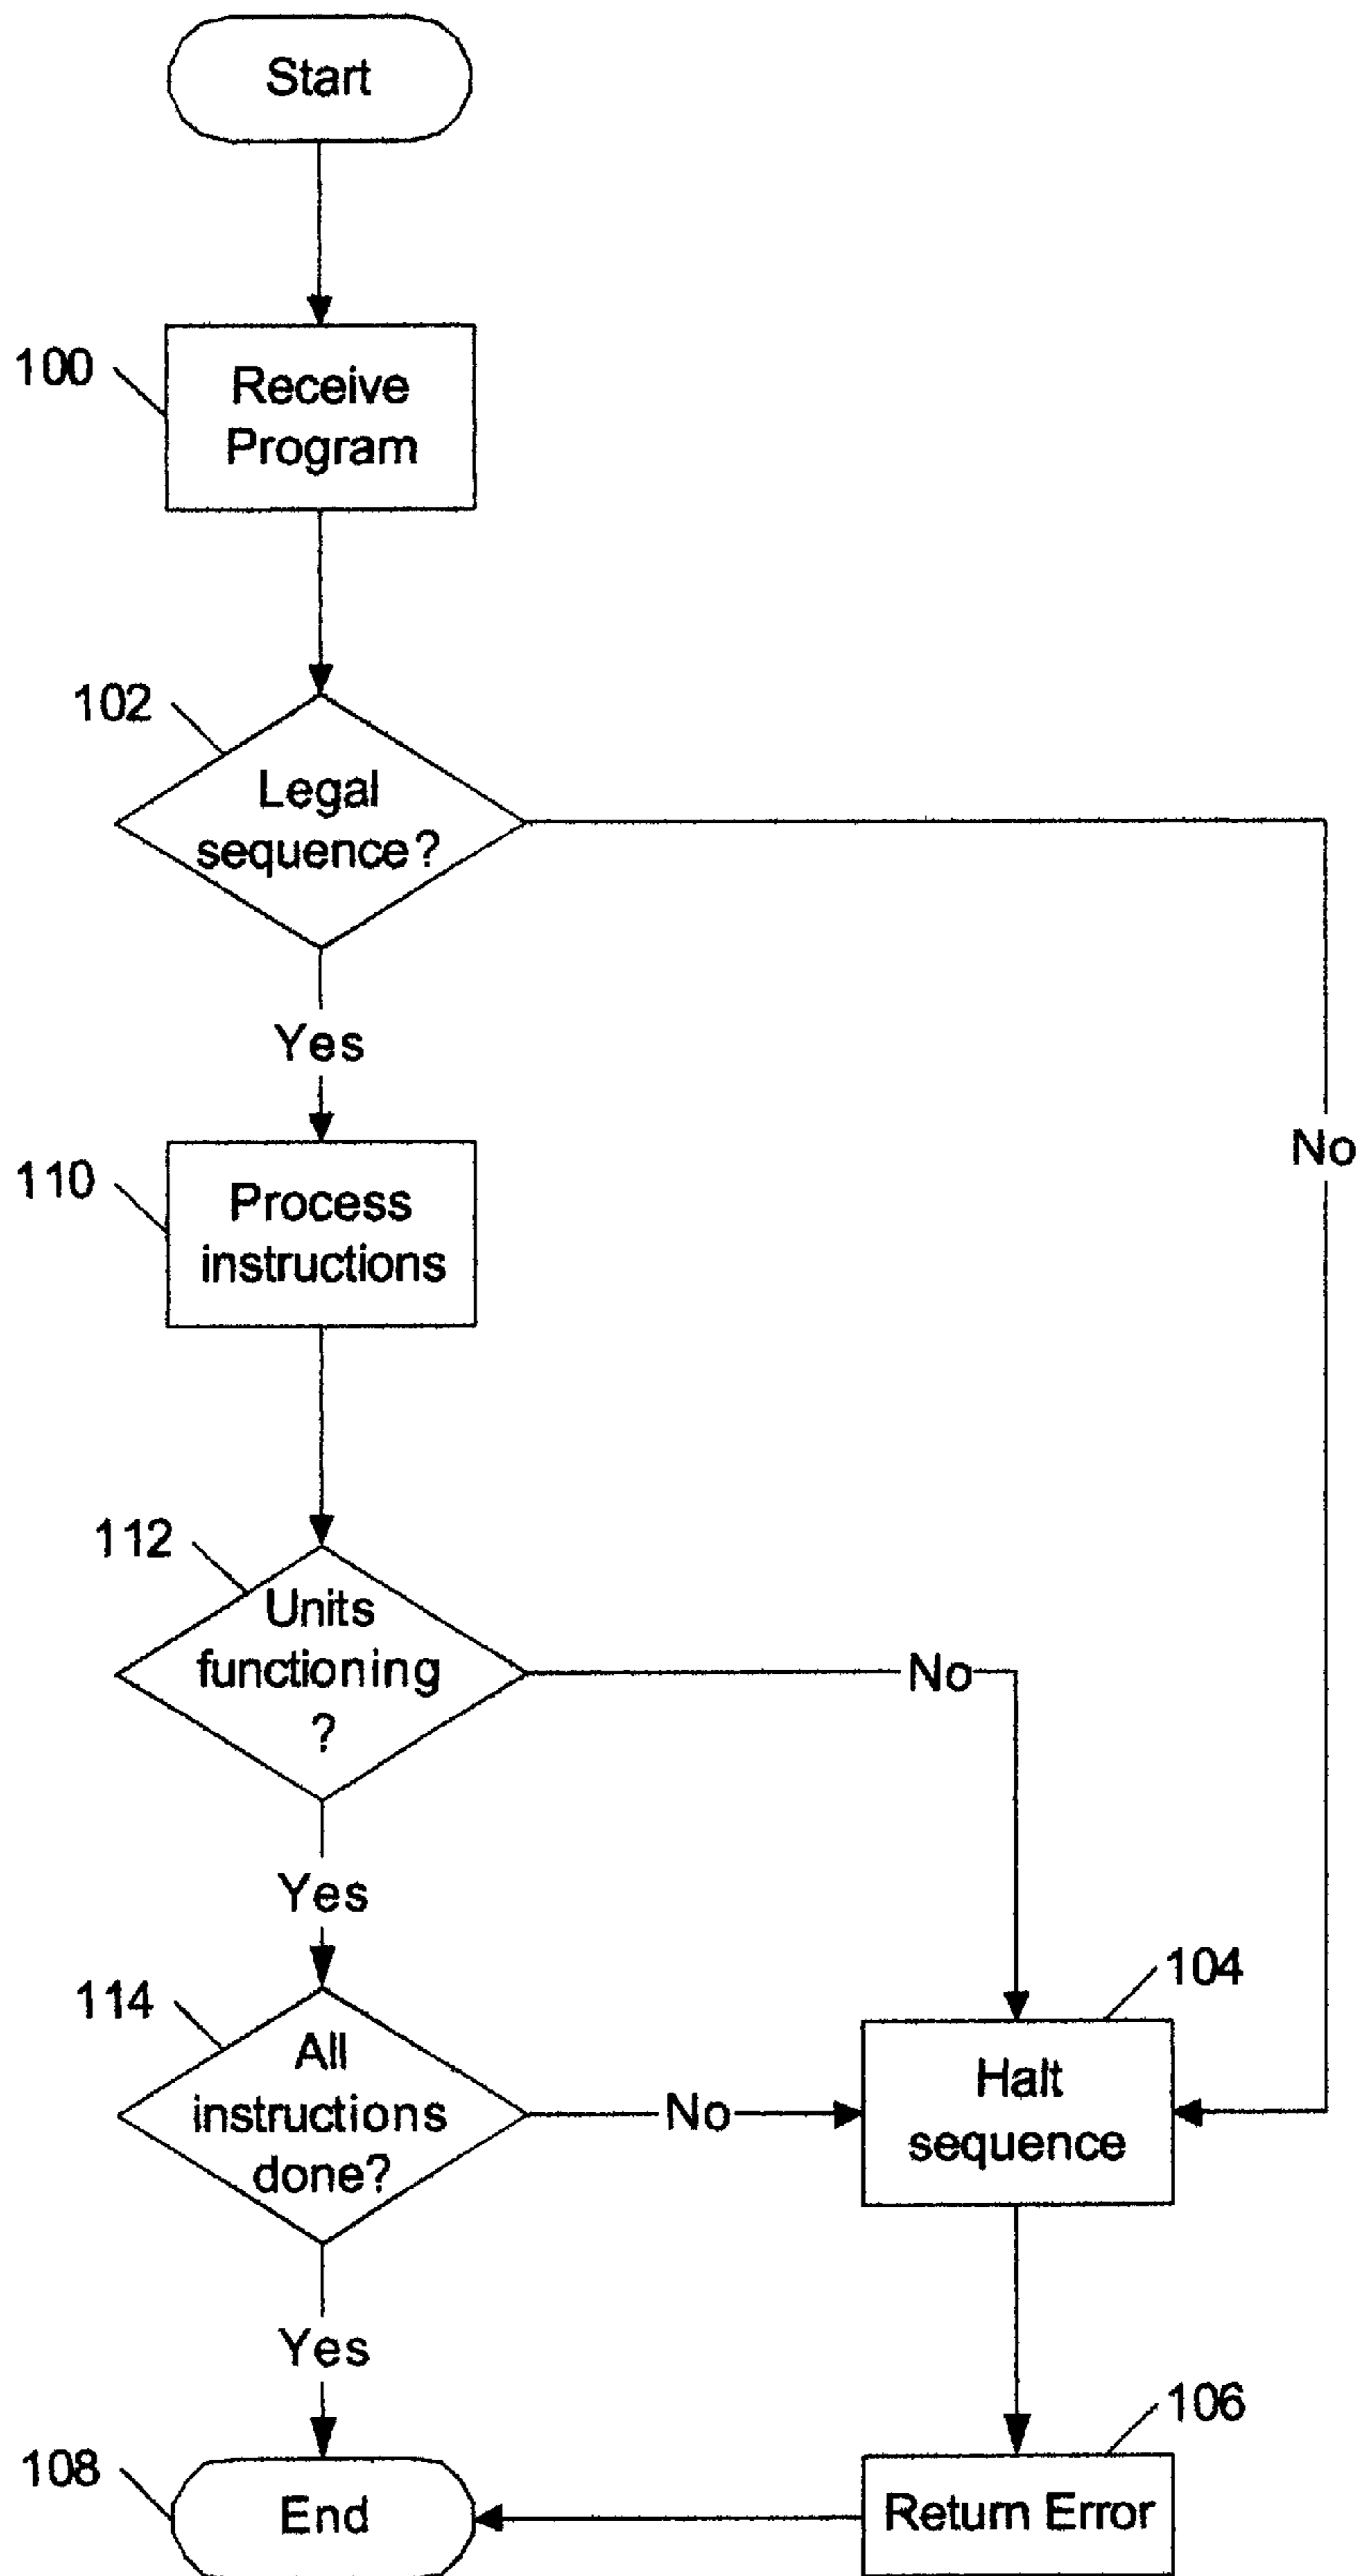 Start
100
Receive
Program
102
Legal
sequence?
Yes
No
110
Process
instructions
112
Units
functioning
?
No
Yes
114
All
instructions
done?
No
104
Halt
sequence
Yes
106
Return Error
108
End